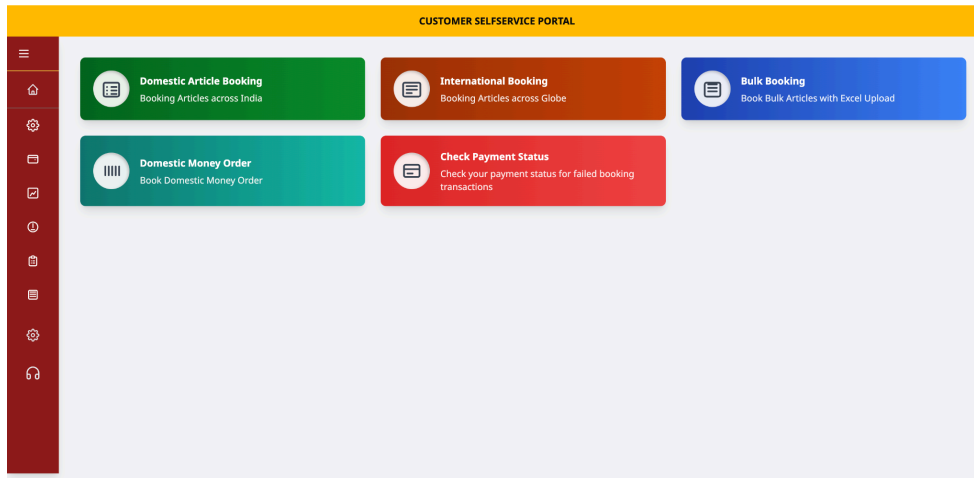 CUSTOMER SELFSERVICE PORTAL
Domestic Article Booking
Booking Articles across India
International Booking
Booking Articles across Globe
Bulk Booking
Book Bulk Articles with Excel Upload
Domestic Money Order
Book Domestic Money Order
Check Payment Status
Check your payment status for failed booking
transactions